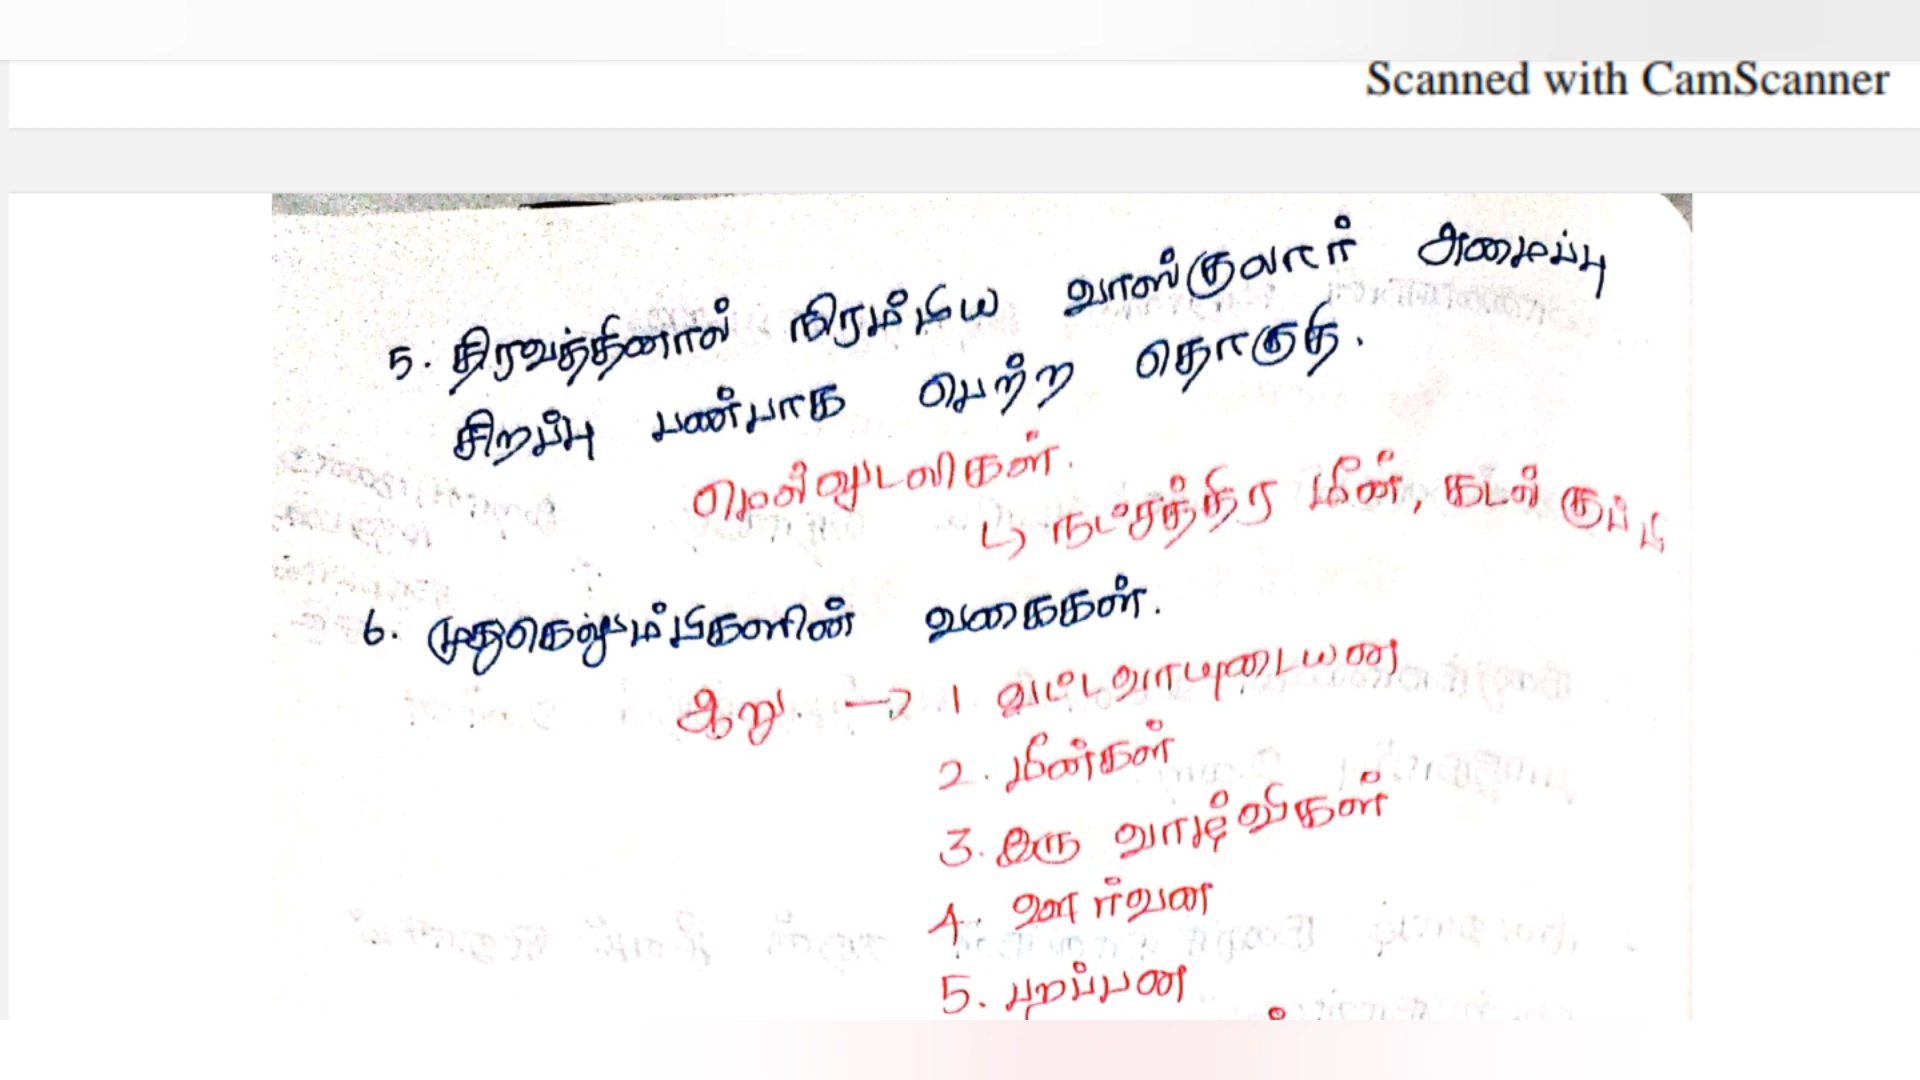 Scanned with CamScanner
5. திரவத்தினால் நிரம்பிய வாஸ்குலார் அமைப்பு
சிறப்பு பண்பாக பெற்ற தொகுதி.
மெல்லுடலிகள்.
↳ நட்சத்திர மீன், கடல் குப்பி
6. முதுகெலும்பிகளின் வகைகள்.
ஆறு. → 1 வட்டவாயுடையன
2. மீன்கள்
3. இரு வாழ்விகள்
4. ஊர்வன
5. பறப்பன